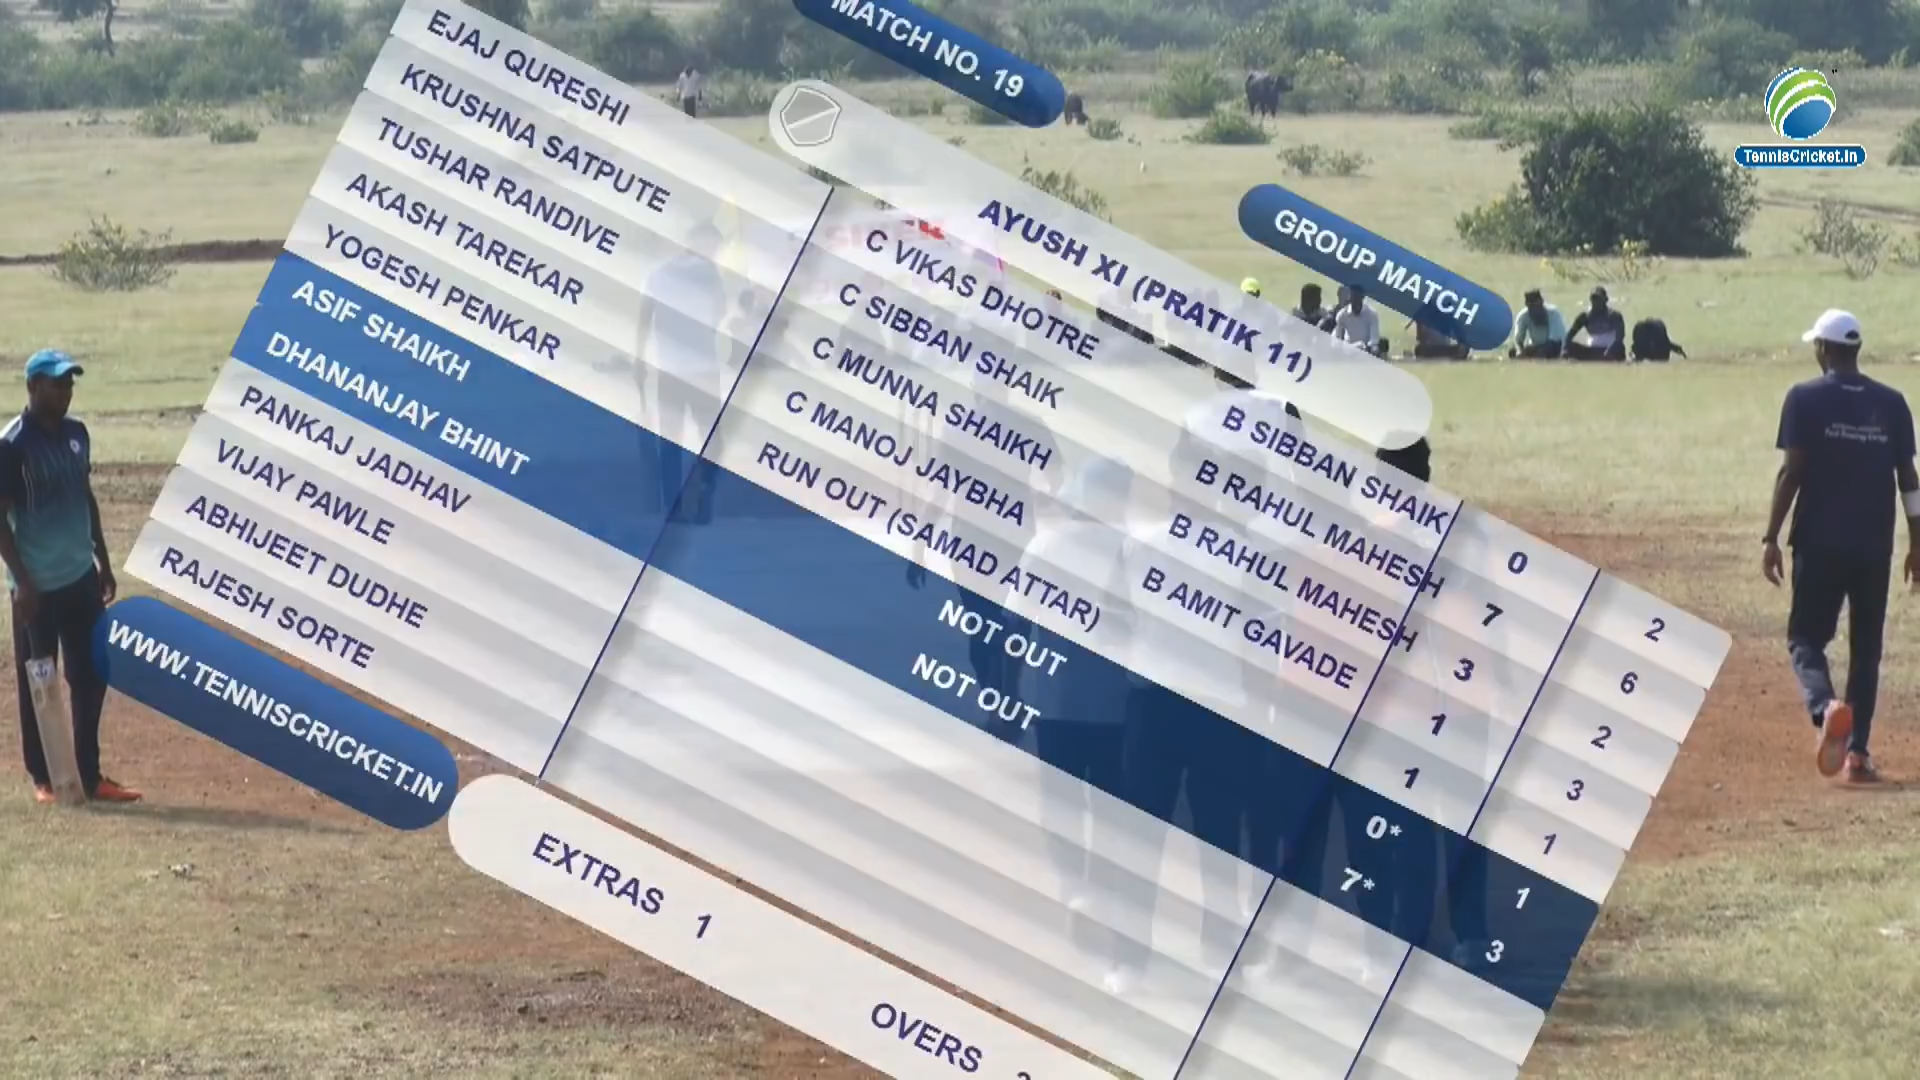 MATCH NO. 19
AYUSH XI (PRATIK 11)
GROUP MATCH
TennisCricket.in
EJAJ QURESHI C VIKAS DHOTRE B SIBBAN SHAIK 0 2
KRUSHNA SATPUTE C SIBBAN SHAIK B RAHUL MAHESH 7 6
TUSHAR RANDIVE C MUNNA SHAIKH B RAHUL MAHESH 3 2
AKASH TAREKAR C MANOJ JAYBHA B AMIT GAVADE 1 3
YOGESH PENKAR RUN OUT (SAMAD ATTAR) 1 1
ASIF SHAIKH NOT OUT 0* 1
DHANANJAY BHINT NOT OUT 7* 3
PANKAJ JADHAV
VIJAY PAWLE
ABHIJEET DUDHE
RAJESH SORTE
WWW.TENNISCRICKET.IN
EXTRAS 1
OVERS